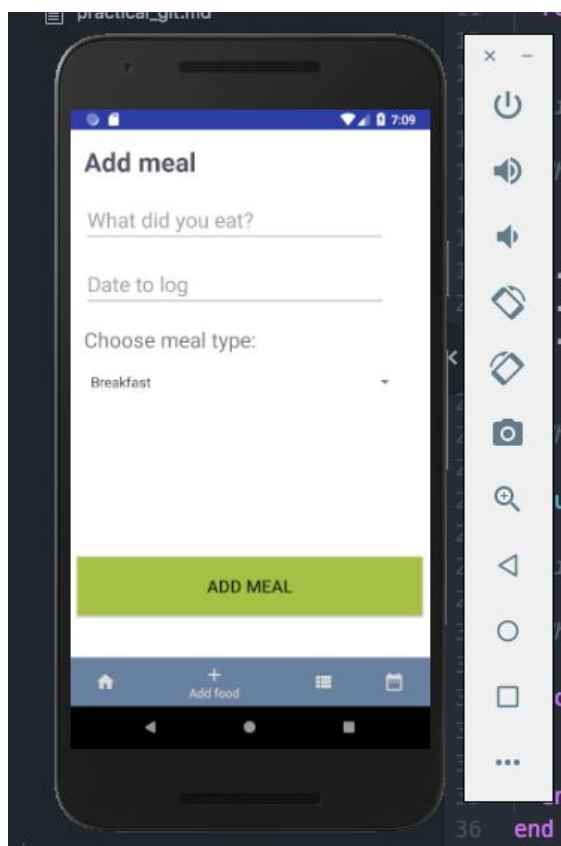 practical_git.md
7:09
Add meal
What did you eat?
Date to log
Choose meal type:
Breakfast
ADD MEAL
Add food
36 end